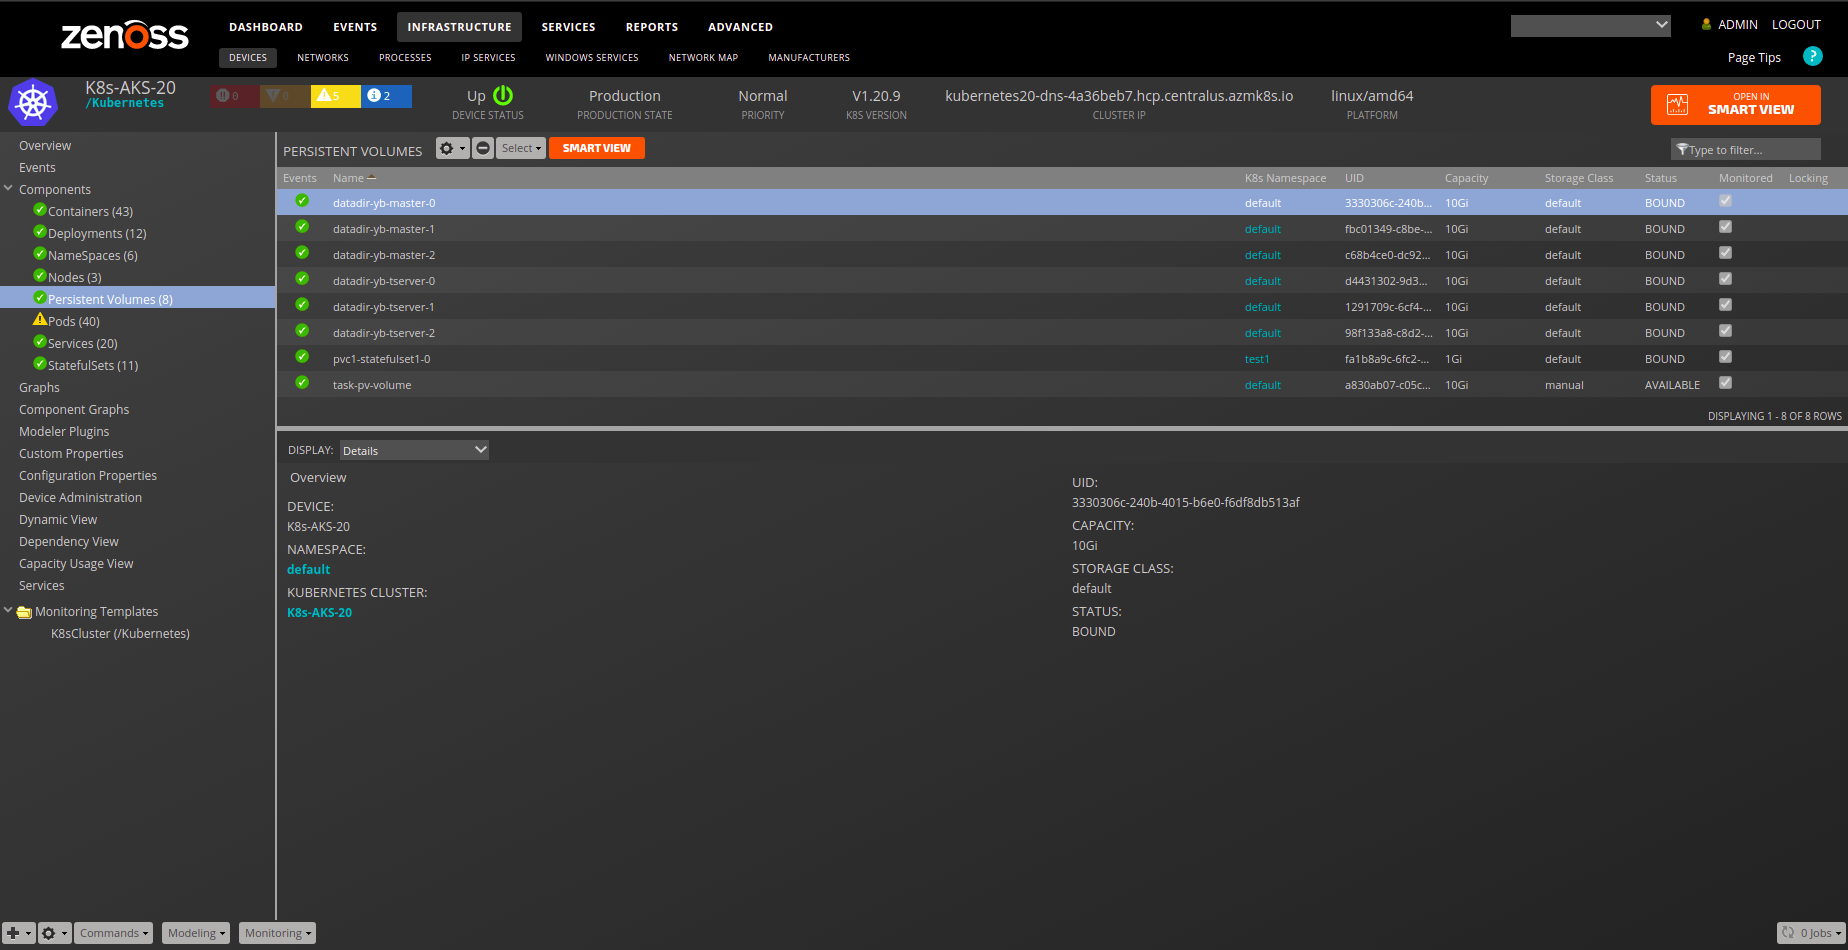 zenoss
DASHBOARD EVENTS INFRASTRUCTURE SERVICES REPORTS ADVANCED
ADMIN LOGOUT
DEVICES NETWORKS PROCESSES IP SERVICES WINDOWS SERVICES NETWORK MAP MANUFACTURERS
Page Tips ?
K8s-AKS-20
/Kubernetes
0 0 5 2
Up
DEVICE STATUS
Production
PRODUCTION STATE
Normal
PRIORITY
V1.20.9
K8S VERSION
kubernetes20-dns-4a36beb7.hcp.centralus.azmk8s.io
CLUSTER IP
linux/amd64
PLATFORM
OPEN IN
SMART VIEW
Overview
Events
Components
Containers (43)
Deployments (12)
NameSpaces (6)
Nodes (3)
Persistent Volumes (8)
Pods (40)
Services (20)
StatefulSets (11)
Graphs
Component Graphs
Modeler Plugins
Custom Properties
Configuration Properties
Device Administration
Dynamic View
Dependency View
Capacity Usage View
Services
Monitoring Templates
K8sCluster (/Kubernetes)
PERSISTENT VOLUMES Select SMART VIEW Type to filter...
Events Name K8s Namespace UID Capacity Storage Class Status Monitored Locking
datadir-yb-master-0 default 3330306c-240b... 10Gi default BOUND
datadir-yb-master-1 default fbc01349-c8be-... 10Gi default BOUND
datadir-yb-master-2 default c68b4ce0-dc92... 10Gi default BOUND
datadir-yb-tserver-0 default d4431302-9d3... 10Gi default BOUND
datadir-yb-tserver-1 default 1291709c-6cf4-... 10Gi default BOUND
datadir-yb-tserver-2 default 98f133a8-c8d2-... 10Gi default BOUND
pvc1-statefulset1-0 test1 fa1b8a9c-6fc2-... 1Gi default BOUND
task-pv-volume default a830ab07-c05c... 10Gi manual AVAILABLE
DISPLAYING 1 - 8 OF 8 ROWS
DISPLAY: Details
Overview
DEVICE:
K8s-AKS-20
NAMESPACE:
default
KUBERNETES CLUSTER:
K8s-AKS-20
UID:
3330306c-240b-4015-b6e0-f6df8db513af
CAPACITY:
10Gi
STORAGE CLASS:
default
STATUS:
BOUND
Commands Modeling Monitoring
0 Jobs